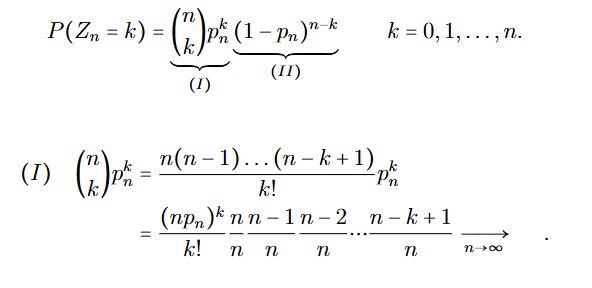 P(Z_n = k) = \binom{n}{k} p_n^k (1 - p_n)^{n-k} k = 0, 1, ..., n.
(I) (II)
(I) \binom{n}{k} p_n^k = \frac{n(n-1)...(n-k+1)}{k!} p_n^k
= \frac{(np_n)^k}{k!} \frac{n}{n} \frac{n-1}{n} \frac{n-2}{n} ... \frac{n-k+1}{n} \xrightarrow[n→∞]{} .